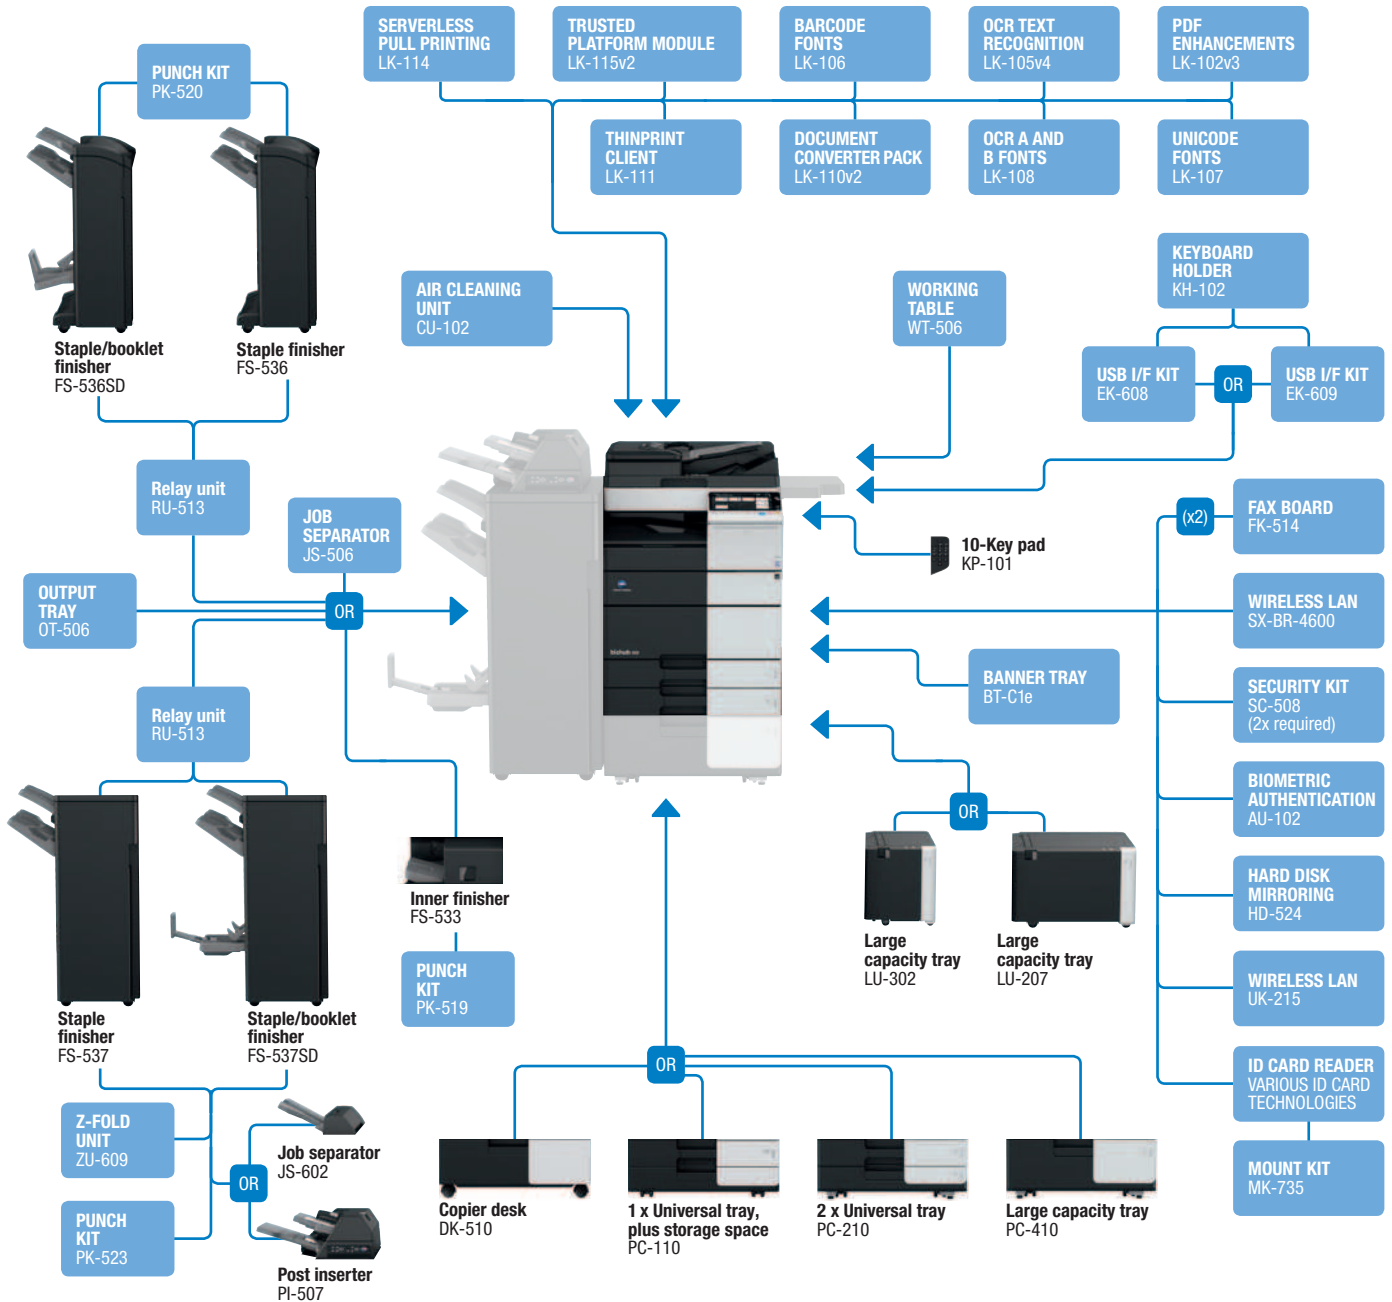 SERVERLESS
PULL PRINTING
LK-114
TRUSTED
PLATFORM MODULE
LK-115v2
BARCODE
FONTS
LK-106
OCR TEXT
RECOGNITION
LK-105v4
PDF
ENHANCEMENTS
LK-102v3
PUNCH KIT
PK-520
THINPRINT
CLIENT
LK-111
DOCUMENT
CONVERTER PACK
LK-110v2
OCR A AND
B FONTS
LK-108
UNICODE
FONTS
LK-107
KEYBOARD
HOLDER
KH-102
AIR CLEANING
UNIT
CU-102
WORKING
TABLE
WT-506
Staple/booklet
finisher
FS-536SD
Staple finisher
FS-536
USB I/F KIT
EK-608
OR
USB I/F KIT
EK-609
Relay unit
RU-513
JOB
SEPARATOR
JS-506
(x2)
FAX BOARD
FK-514
10-Key pad
KP-101
OUTPUT
TRAY
OT-506
OR
WIRELESS LAN
SX-BR-4600
bizhub
BANNER TRAY
BT-C1e
SECURITY KIT
SC-508
(2x required)
Relay unit
RU-513
OR
BIOMETRIC
AUTHENTICATION
AU-102
Inner finisher
FS-533
HARD DISK
MIRRORING
HD-524
Large
capacity tray
LU-302
Large
capacity tray
LU-207
PUNCH
KIT
PK-519
WIRELESS LAN
UK-215
Staple
finisher
FS-537
Staple/booklet
finisher
FS-537SD
OR
ID CARD READER
VARIOUS ID CARD
TECHNOLOGIES
Z-FOLD
UNIT
ZU-609
Job separator
JS-602
OR
MOUNT KIT
MK-735
PUNCH
KIT
PK-523
Post inserter
PI-507
Copier desk
DK-510
1 x Universal tray,
plus storage space
PC-110
2 x Universal tray
PC-210
Large capacity tray
PC-410